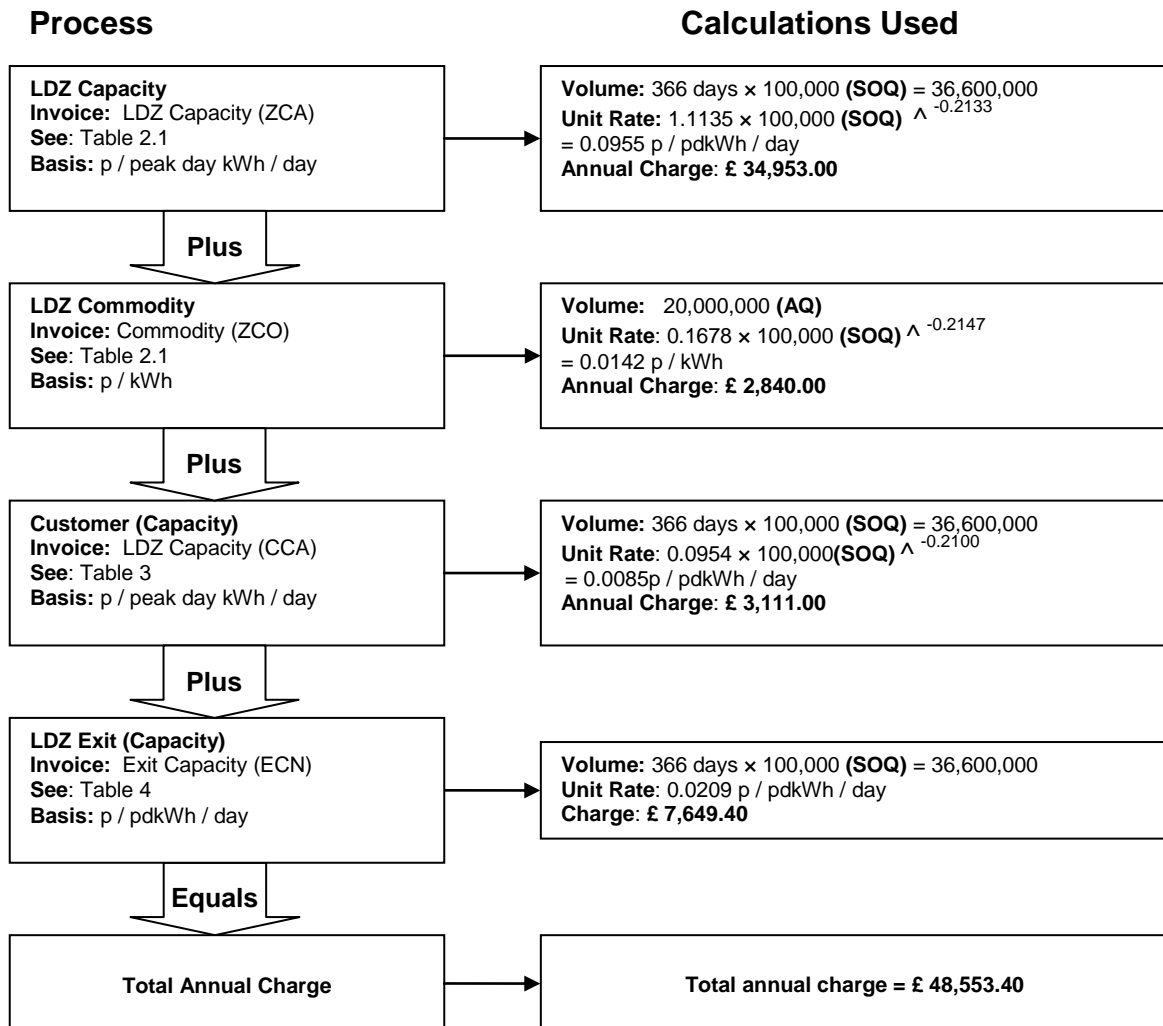 Process
Calculations Used
LDZ Capacity
Invoice: LDZ Capacity (ZCA)
See: Table 2.1
Basis: p / peak day kWh / day
Volume: 366 days × 100,000 (SOQ) = 36,600,000
Unit Rate: 1.1135 × 100,000 (SOQ) ^ -0.2133
= 0.0955 p / pdkWh / day
Annual Charge: £ 34,953.00
Plus
LDZ Commodity
Invoice: Commodity (ZCO)
See: Table 2.1
Basis: p / kWh
Volume: 20,000,000 (AQ)
Unit Rate: 0.1678 × 100,000 (SOQ) ^ -0.2147
= 0.0142 p / kWh
Annual Charge: £ 2,840.00
Plus
Customer (Capacity)
Invoice: LDZ Capacity (CCA)
See: Table 3
Basis: p / peak day kWh / day
Volume: 366 days × 100,000 (SOQ) = 36,600,000
Unit Rate: 0.0954 × 100,000(SOQ) ^ -0.2100
= 0.0085p / pdkWh / day
Annual Charge: £ 3,111.00
Plus
LDZ Exit (Capacity)
Invoice: Exit Capacity (ECN)
See: Table 4
Basis: p / pdkWh / day
Volume: 366 days × 100,000 (SOQ) = 36,600,000
Unit Rate: 0.0209 p / pdkWh / day
Charge: £ 7,649.40
Equals
Total Annual Charge
Total annual charge = £ 48,553.40